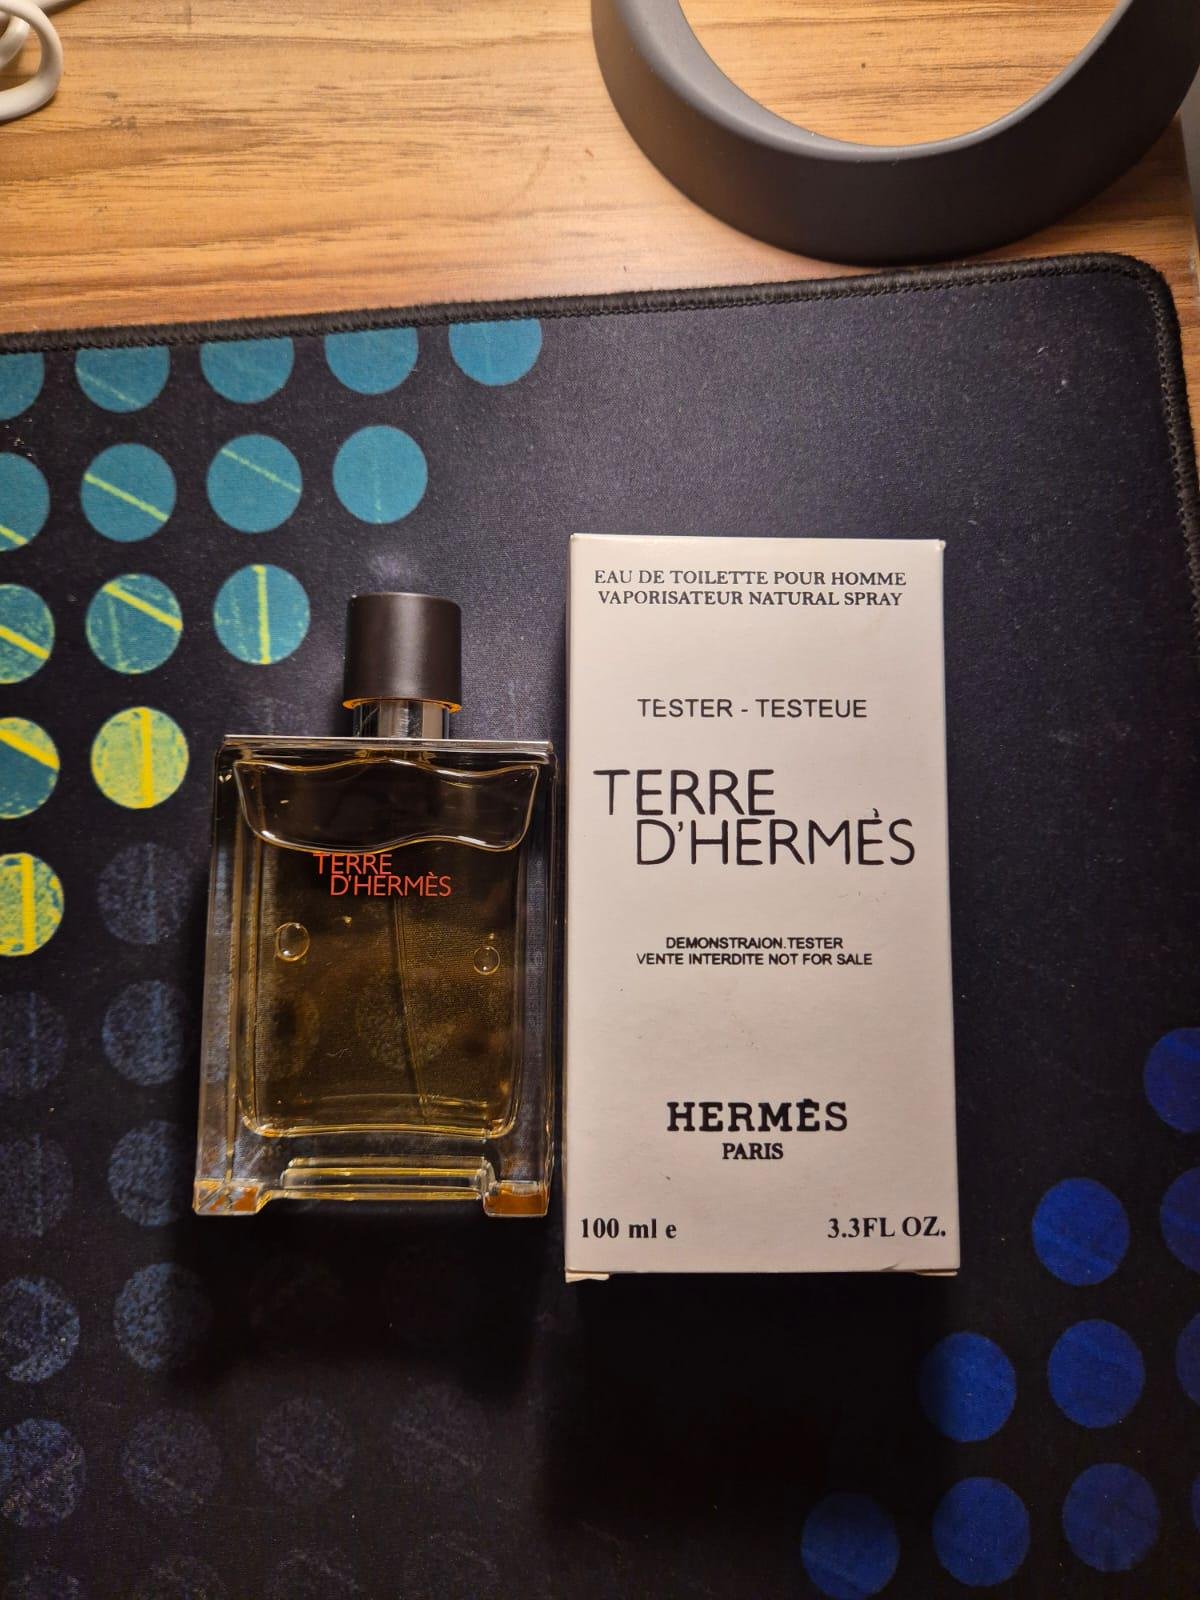 TERRE
D'HERMÈS
EAU DE TOILETTE POUR HOMME
VAPORISATEUR NATURAL SPRAY
TESTER - TESTEUE
TERRE
D'HERMÈS
DEMONSTRAION.TESTER
VENTE INTERDITE NOT FOR SALE
HERMÈS
PARIS
100 ml e
3.3FL OZ.